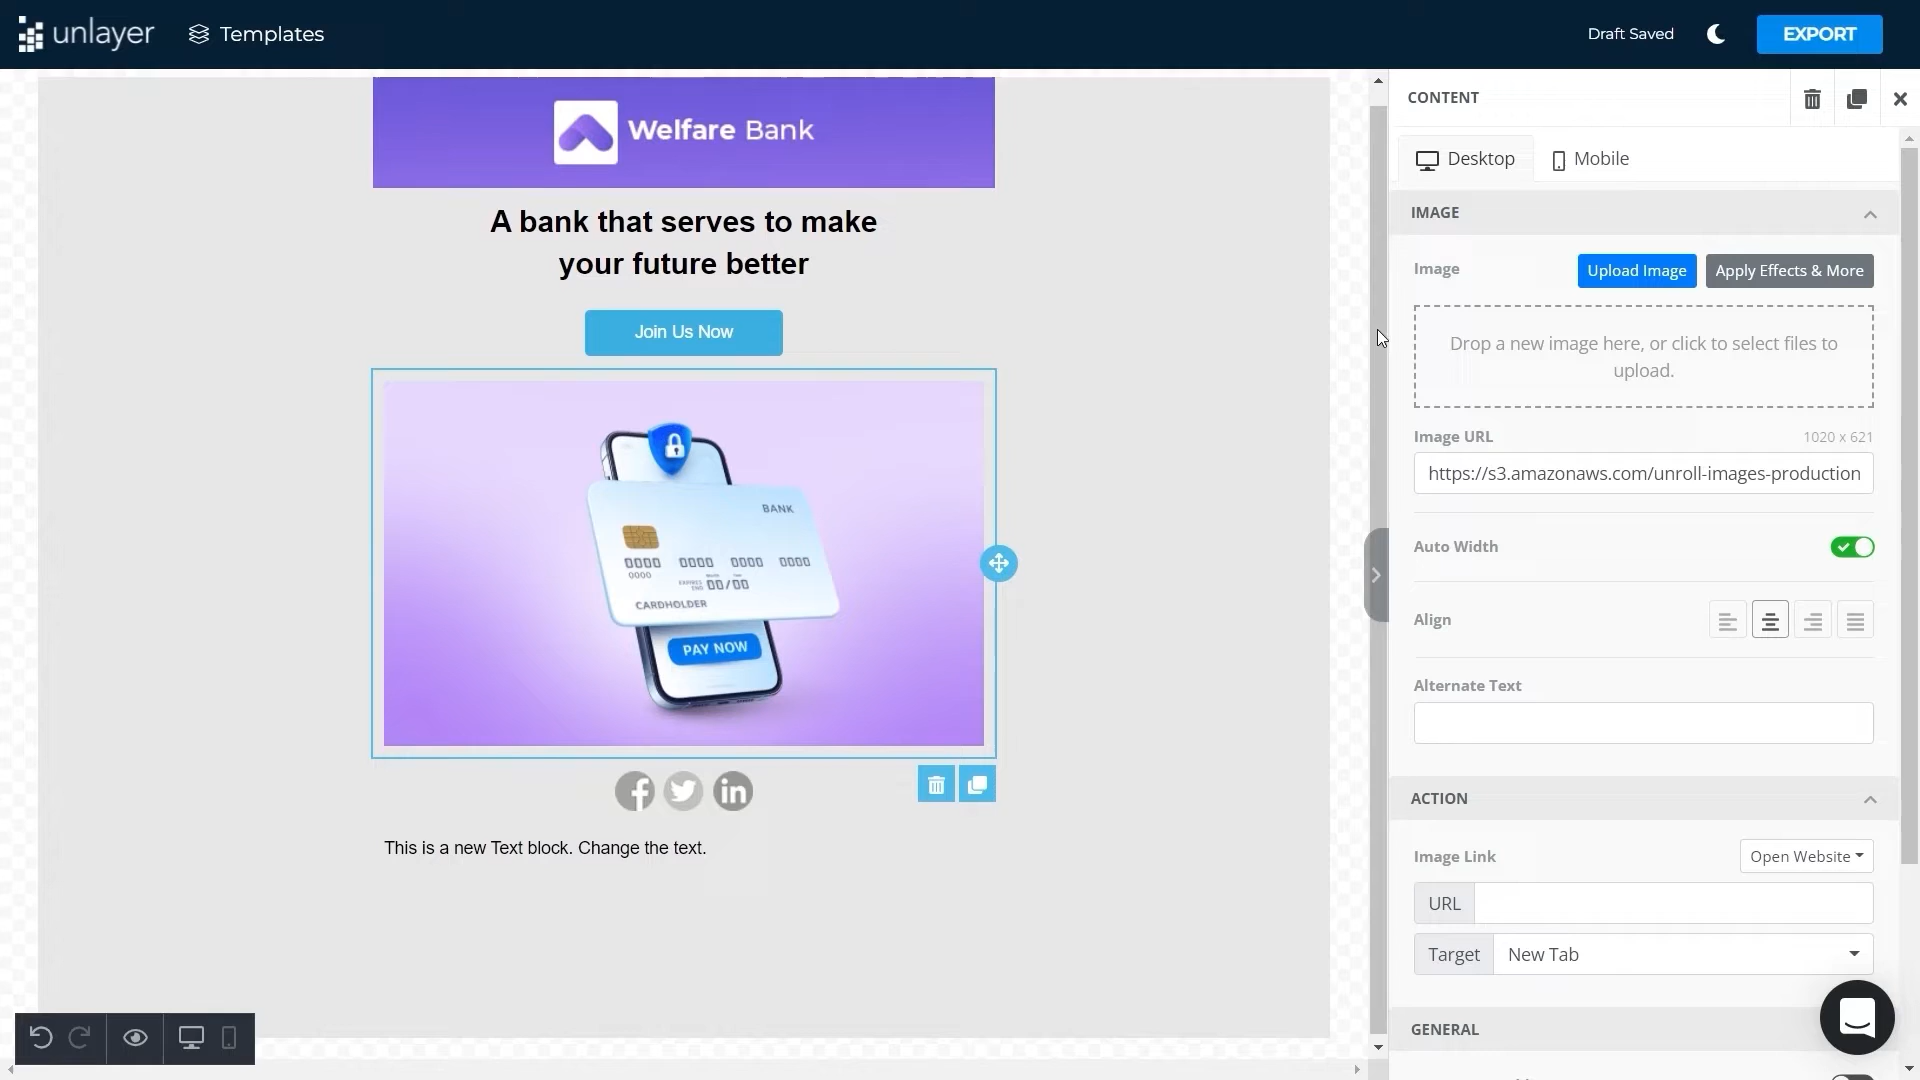 unlayer
Templates
Draft Saved
EXPORT
Welfare Bank
A bank that serves to make
your future better
Join Us Now
BANK
0000 0000 0000 0000
0000
00/00
CARDHOLDER
PAY NOW
This is a new Text block. Change the text.
CONTENT
Desktop
Mobile
IMAGE
Image
Upload Image
Apply Effects & More
Drop a new image here, or click to select files to
upload.
Image URL
1020 x 621
https://s3.amazonaws.com/unroll-images-production
Auto Width
Align
Alternate Text
ACTION
Image Link
Open Website
URL
Target
New Tab
GENERAL